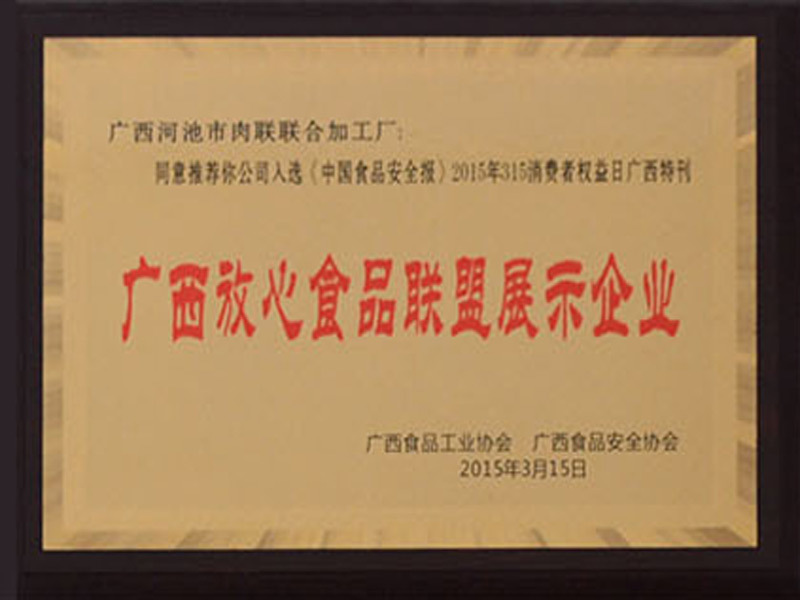 广西河池市肉联联合加工厂:
同意推荐你公司入选《中国食品安全报》2015年315消费者权益日广西特刊
广西放心食品联盟展示企业
广西食品工业协会 广西食品安全协会
2015年3月15日